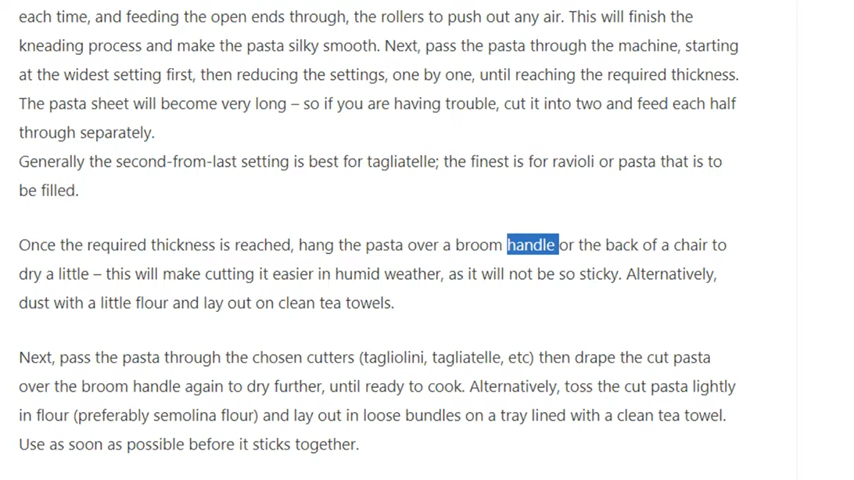 each time, and feeding the open ends through, the rollers to push out any air. This will finish the
kneading process and make the pasta silky smooth. Next, pass the pasta through the machine, starting
at the widest setting first, then reducing the settings, one by one, until reaching the required thickness.
The pasta sheet will become very long – so if you are having trouble, cut it into two and feed each half
through separately.
Generally the second-from-last setting is best for tagliatelle; the finest is for ravioli or pasta that is to
be filled.
Once the required thickness is reached, hang the pasta over a broom handle or the back of a chair to
dry a little – this will make cutting it easier in humid weather, as it will not be so sticky. Alternatively,
dust with a little flour and lay out on clean tea towels.
Next, pass the pasta through the chosen cutters (tagliolini, tagliatelle, etc) then drape the cut pasta
over the broom handle again to dry further, until ready to cook. Alternatively, toss the cut pasta lightly
in flour (preferably semolina flour) and lay out in loose bundles on a tray lined with a clean tea towel.
Use as soon as possible before it sticks together.